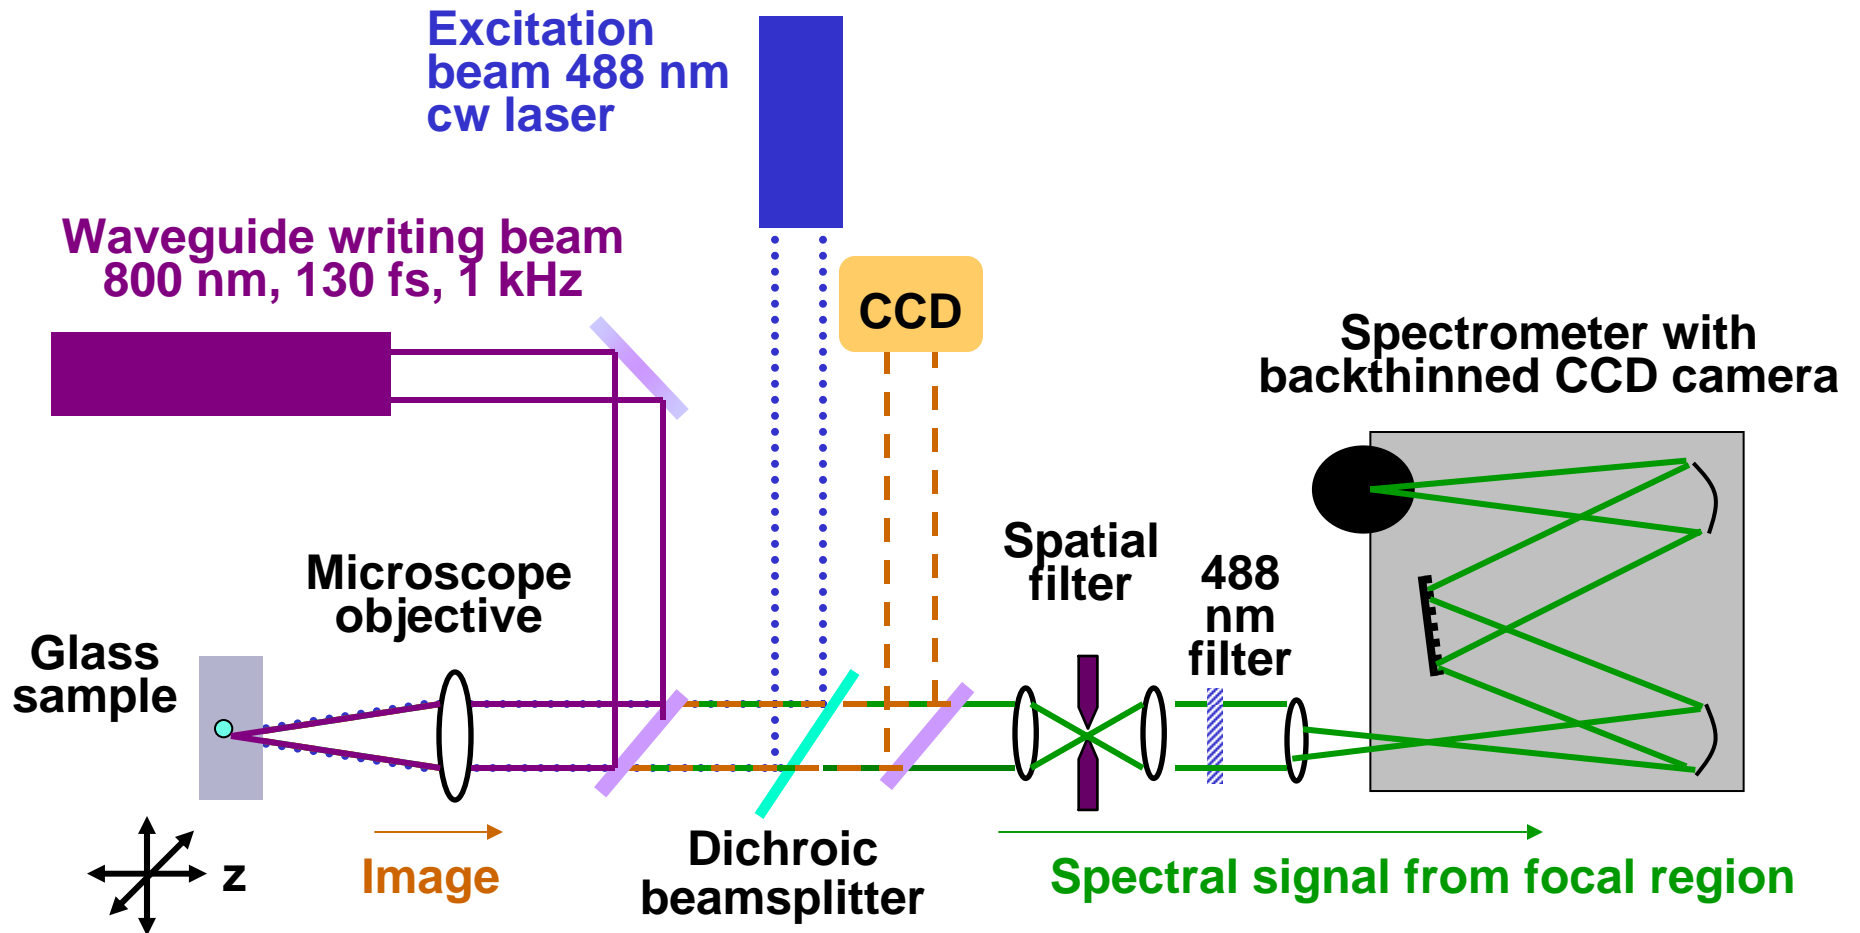 Excitation
beam 488 nm
cw laser
Waveguide writing beam
800 nm, 130 fs, 1 kHz
CCD
Spectrometer with
backthinned CCD camera
Microscope
objective
Spatial
filter
488
nm
filter
Glass
sample
z
Image
Dichroic
beamsplitter
Spectral signal from focal region